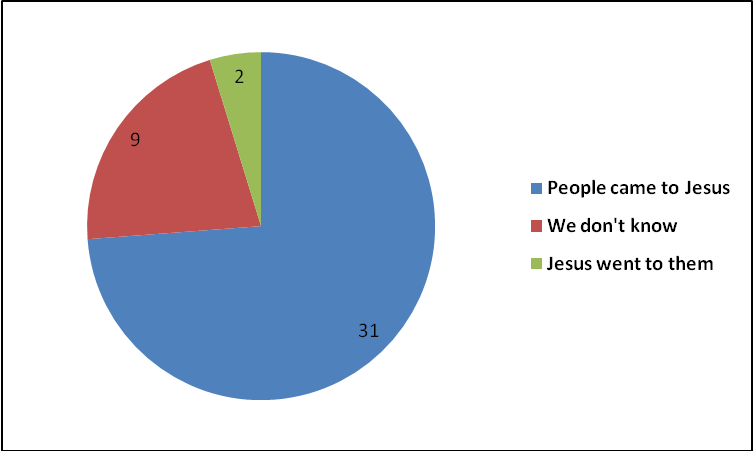 2
9
31
People came to Jesus
We don't know
Jesus went to them